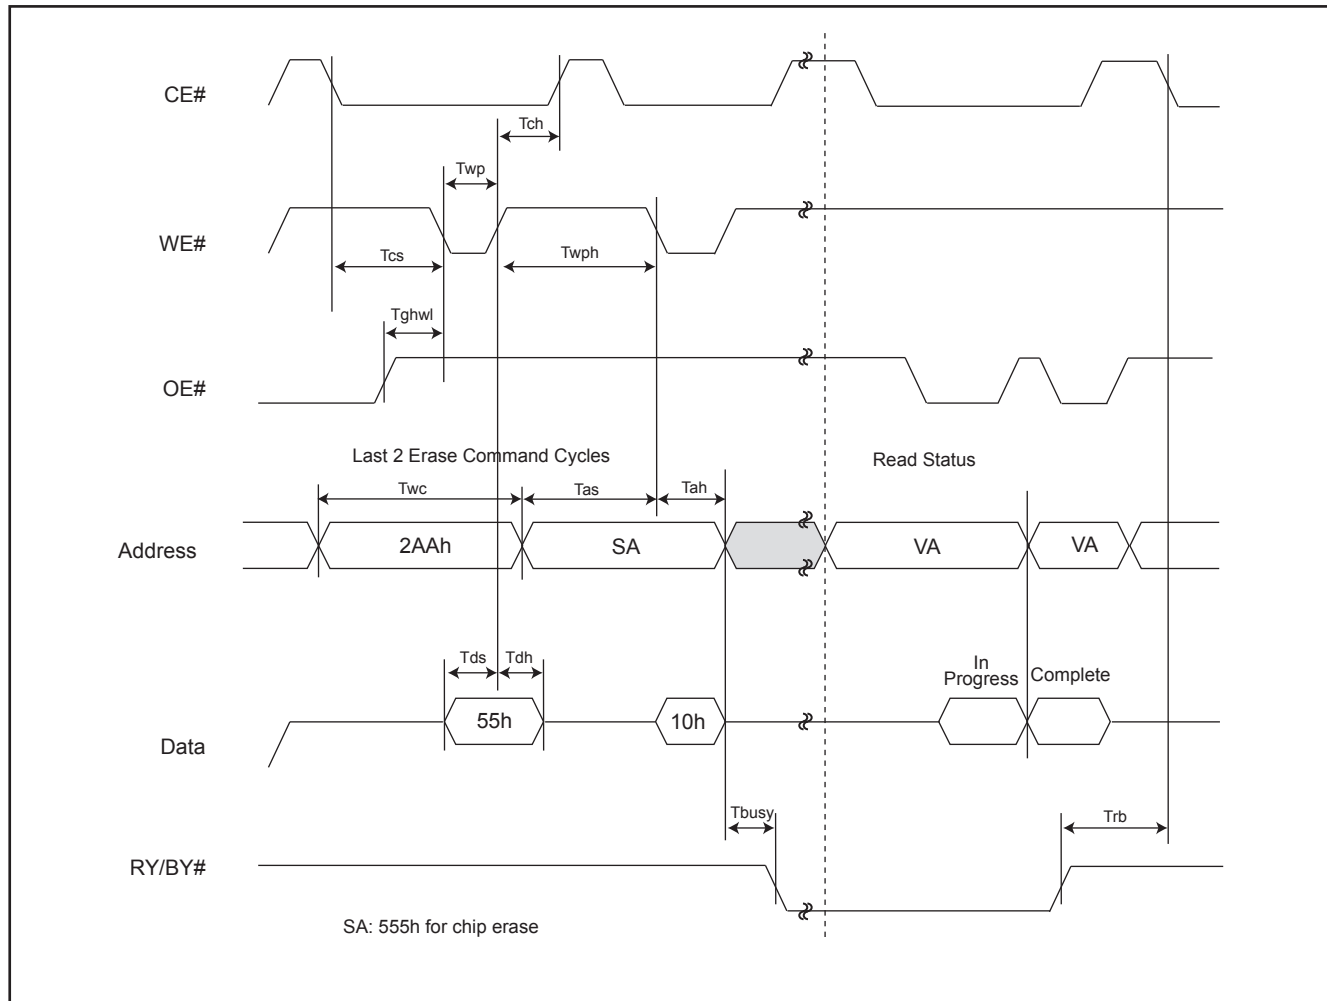 CE#
Tch
Twp
WE#
Tcs
Twph
Tghwl
OE#
Last 2 Erase Command Cycles
Read Status
Twc
Tas
Tah
Address
2AAh
SA
VA
VA
Tds
Tdh
In
Progress
Complete
55h
10h
Data
Tbusy
Trb
RY/BY#
SA: 555h for chip erase